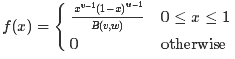 f(x) = { x^{v-1}(1-x)^{w-1} / B(v,w)   0 ≤ x ≤ 1
0   otherwise